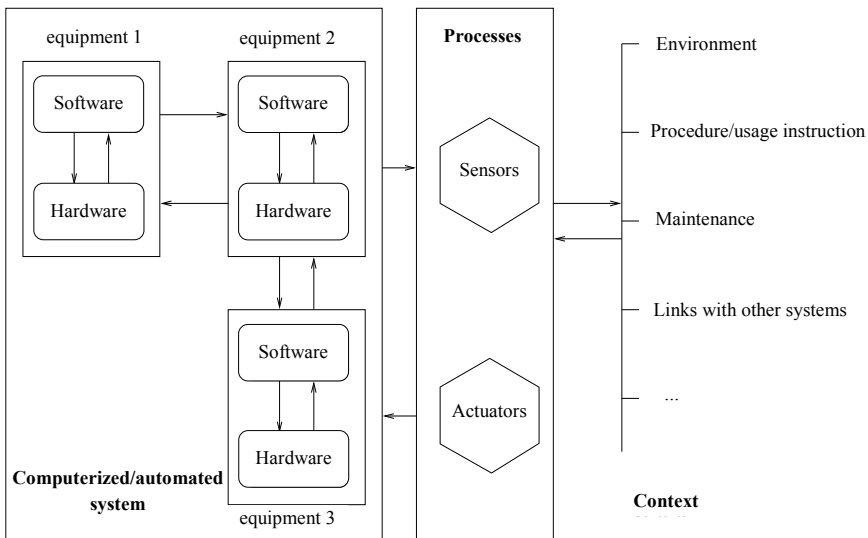 equipment 1
equipment 2
Software
Hardware
Software
Hardware
Software
Hardware
equipment 3
Computerized/automated
system
Processes
Sensors
Actuators
Environment
Procedure/usage instruction
Maintenance
Links with other systems
...
Context